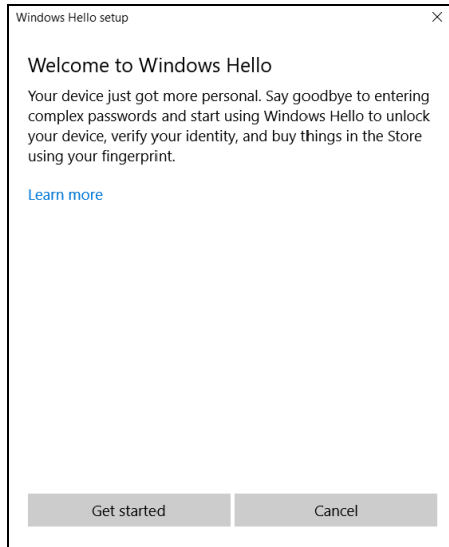 Windows Hello setup
Welcome to Windows Hello
Your device just got more personal. Say goodbye to entering
complex passwords and start using Windows Hello to unlock
your device, verify your identity, and buy things in the Store
using your fingerprint.
Learn more
Get started
Cancel